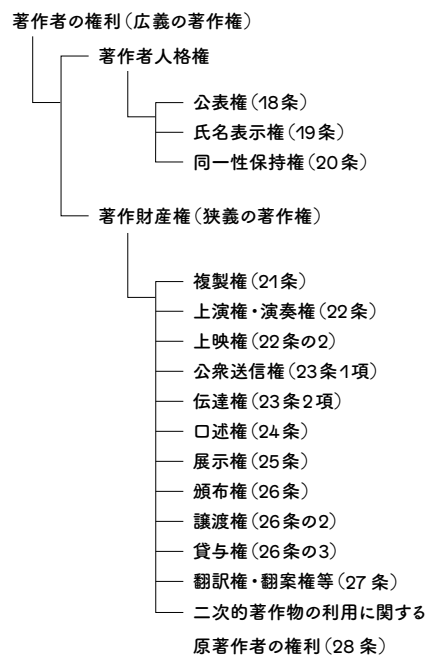 著作者の権利(広義の著作権)
著作者人格権
公表権(18条)
氏名表示権(19条)
同一性保持権(20条)
著作財産権(狭義の著作権)
複製権(21条)
上演権・演奏権(22条)
上映権(22条の2)
公衆送信権(23条1項)
伝達権(23条2項)
口述権(24条)
展示権(25条)
頒布権(26条)
譲渡権(26条の2)
貸与権(26条の3)
翻訳権・翻案権等(27条)
二次的著作物の利用に関する
原著作者の権利(28条)